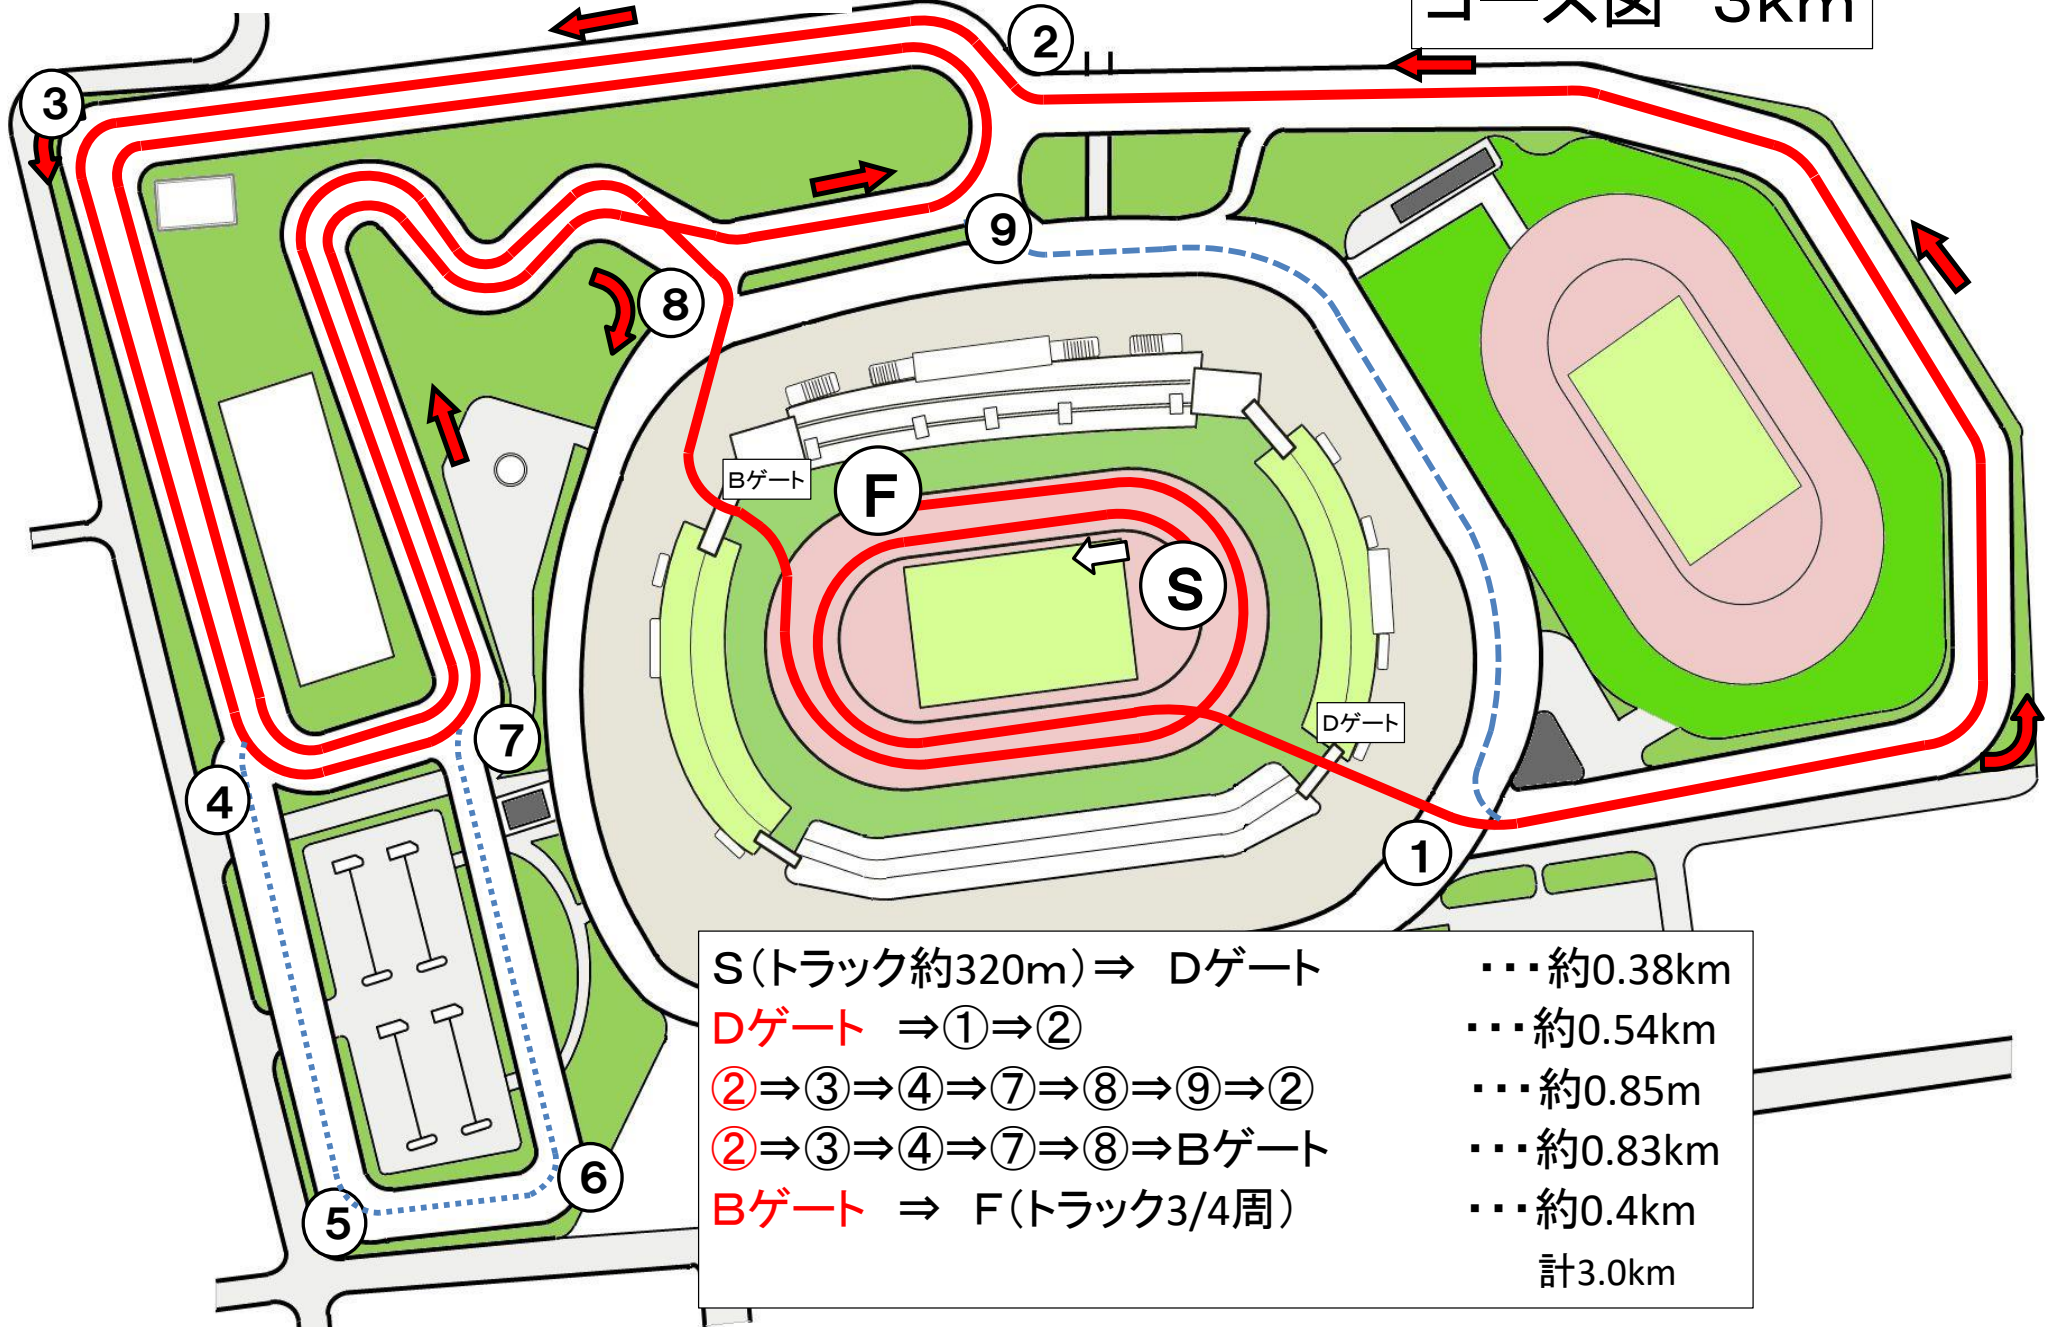 コース図　3km
②
③
⑨
⑧
Bゲート
F
S
Dゲート
⑦
④
①
⑥
⑤
S（トラック約320m）⇒　Dゲート　・・・約0.38km
Dゲート　⇒①⇒②　・・・約0.54km
②⇒③⇒④⇒⑦⇒⑧⇒⑨⇒②　・・・約0.85m
②⇒③⇒④⇒⑦⇒⑧⇒Bゲート　・・・約0.83km
Bゲート　⇒　F（トラック3/4周）　・・・約0.4km
計3.0km